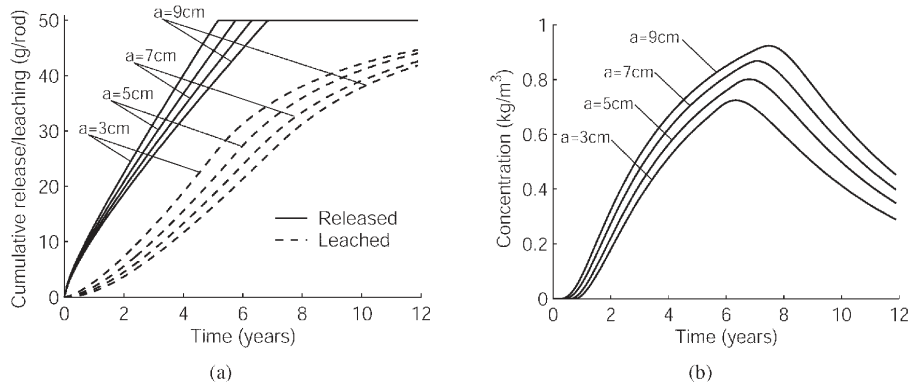 Cumulative release/leaching (g/rod)
50
40
30
20
10
0
a=9cm
a=7cm
a=5cm
a=3cm
Released
Leached
0 2 4 6 8 10 12
Time (years)
(a)
Concentration (kg/m³)
1
0.8
0.6
0.4
0.2
0
a=9cm
a=7cm
a=5cm
a=3cm
0 2 4 6 8 10 12
Time (years)
(b)